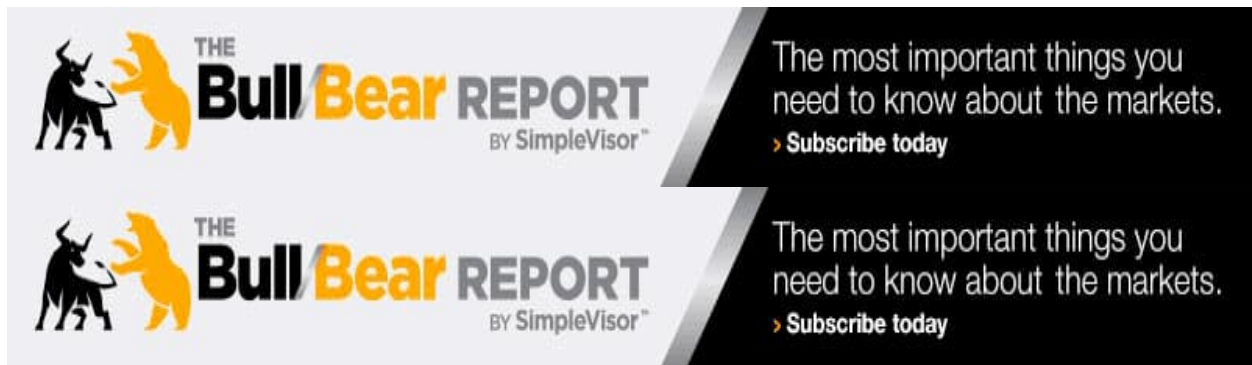 THE
Bull/Bear REPORT
BY SimpleVisor™
The most important things you
need to know about the markets.
› Subscribe today
THE
Bull/Bear REPORT
BY SimpleVisor™
The most important things you
need to know about the markets.
› Subscribe today